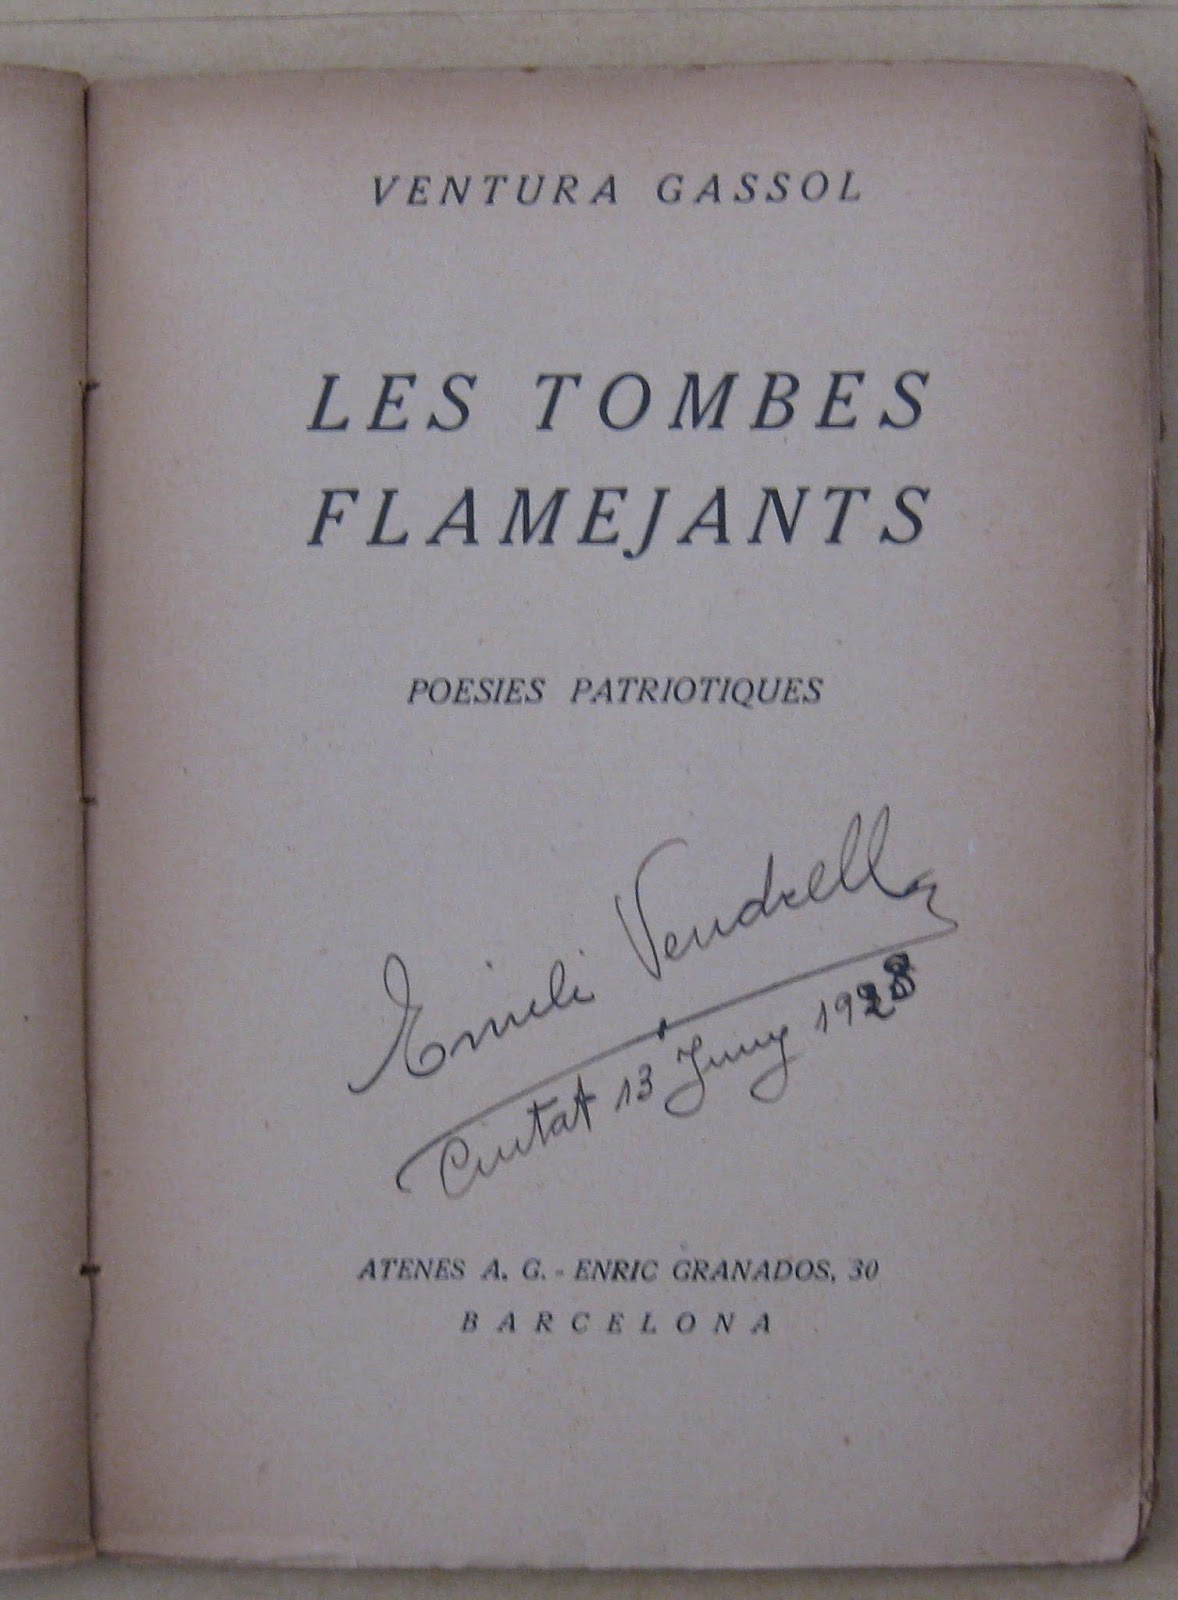 VENTURA GASSOL
LES TOMBES
FLAMEJANTS
POESIES PATRIOTIQUES
Emili Vendrell
Ciutat 13 Juny 1928
ATENES A. G. - ENRIC GRANADOS, 30
BARCELONA